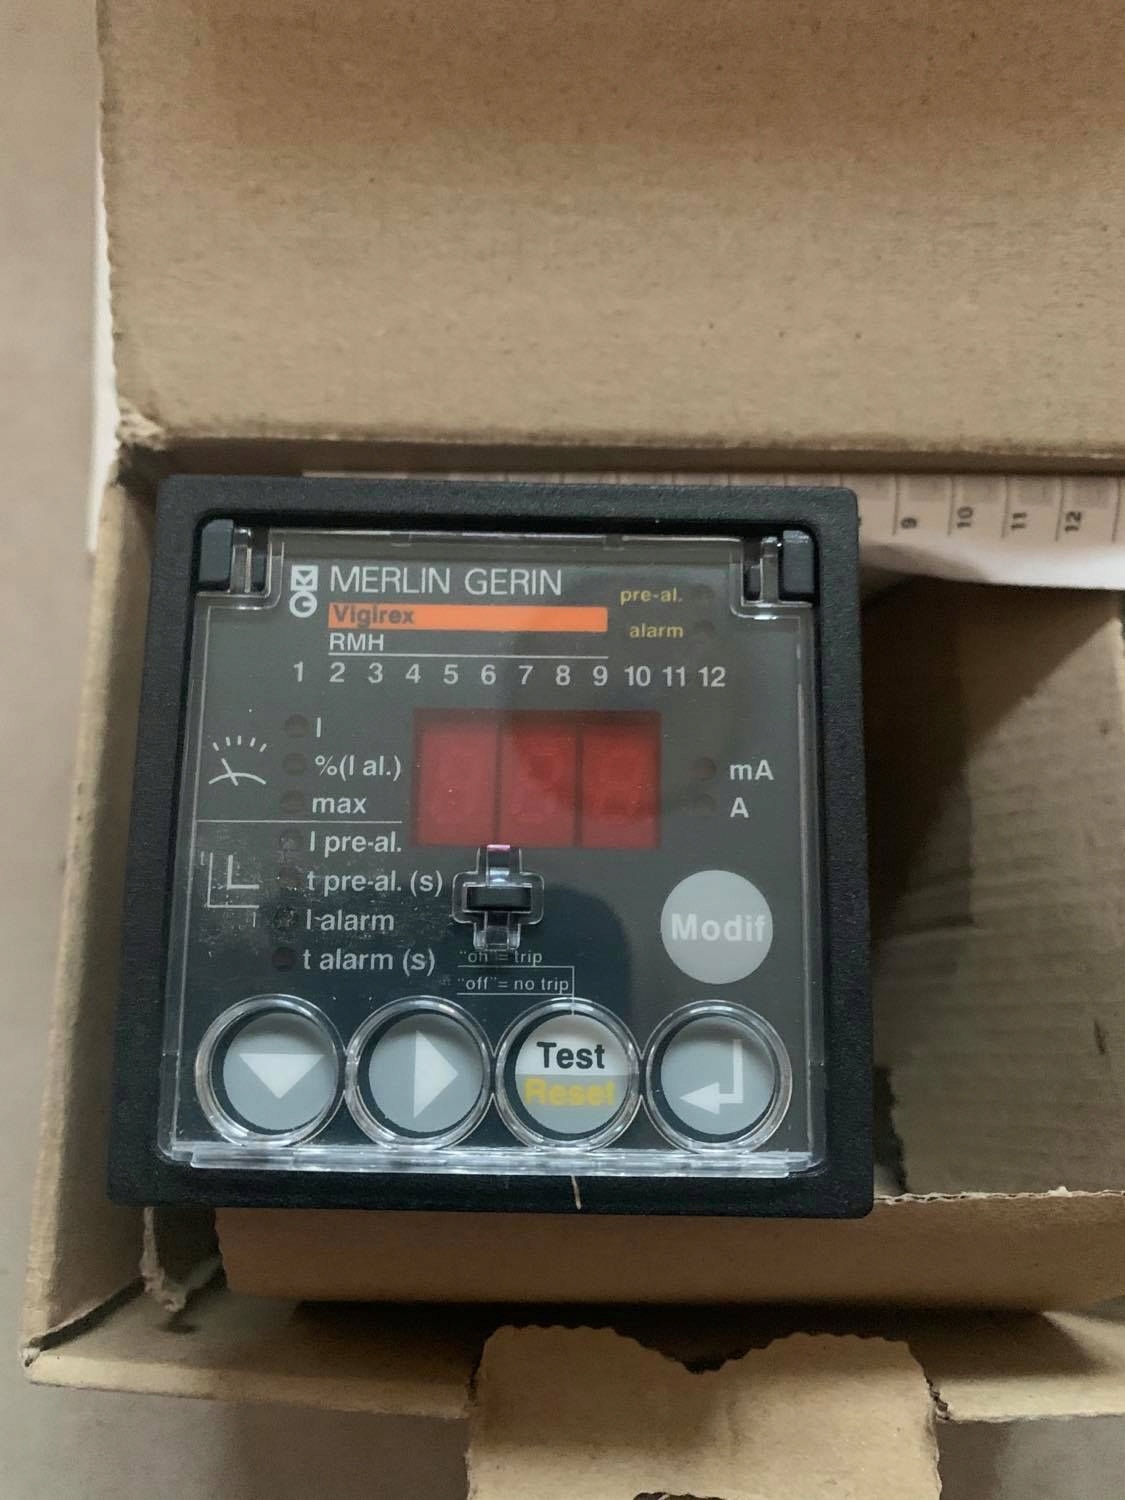 9 10 11 12
MERLIN GERIN
Vigirex
RMH
pre-al.
alarm
1 2 3 4 5 6 7 8 9 10 11 12
I
%(I al.)
max
mA
A
I pre-al.
t pre-al. (s)
I alarm
t alarm (s)
Modif
"on"= trip
"off"= no trip
Test
Reset